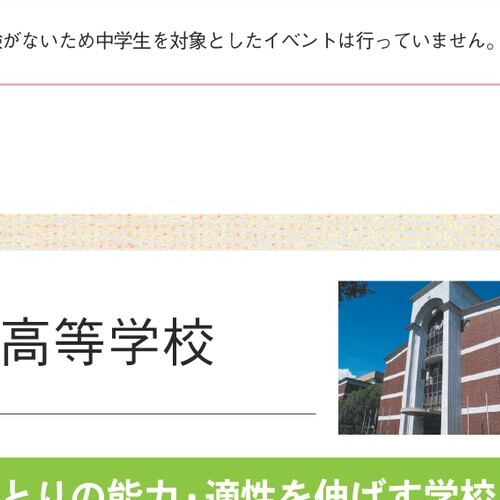 がないため中学生を対象としたイベントは行っていません。
高等学校
とりの能力・適性を伸ばす学校